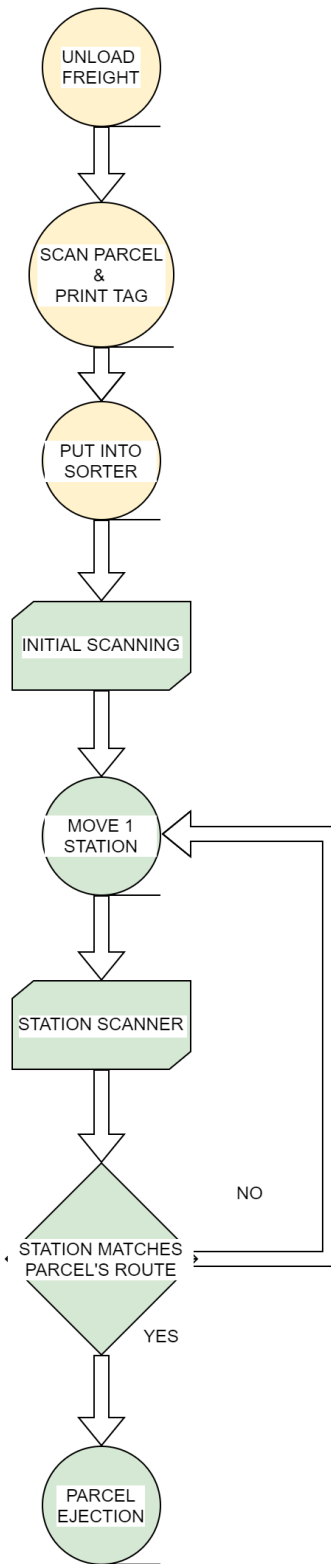 UNLOAD
FREIGHT
SCAN PARCEL
&
PRINT TAG
PUT INTO
SORTER
INITIAL SCANNING
MOVE 1
STATION
STATION SCANNER
NO
STATION MATCHES
PARCEL'S ROUTE
YES
PARCEL
EJECTION